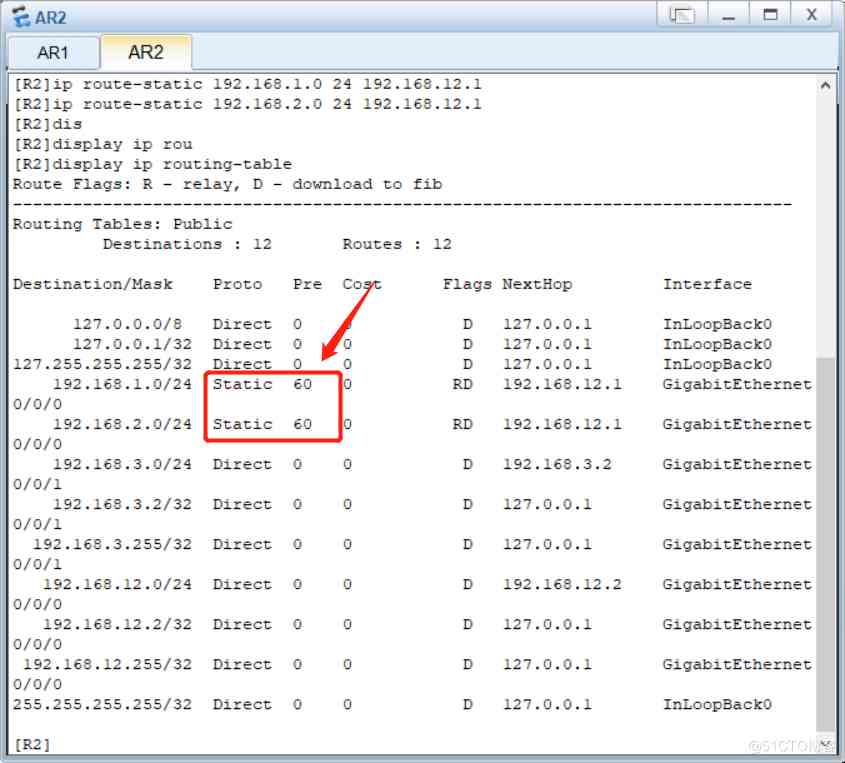 AR2
AR1 AR2
[R2]ip route-static 192.168.1.0 24 192.168.12.1
[R2]ip route-static 192.168.2.0 24 192.168.12.1
[R2]dis
[R2]display ip rou
[R2]display ip routing-table
Route Flags: R - relay, D - download to fib
------------------------------------------------------------------------------
Routing Tables: Public
Destinations : 12 Routes : 12
Destination/Mask Proto Pre Cost Flags NextHop Interface
127.0.0.0/8 Direct 0 0 D 127.0.0.1 InLoopBack0
127.0.0.1/32 Direct 0 0 D 127.0.0.1 InLoopBack0
127.255.255.255/32 Direct 0 0 D 127.0.0.1 InLoopBack0
192.168.1.0/24 Static 60 0 RD 192.168.12.1 GigabitEthernet
0/0/0
192.168.2.0/24 Static 60 0 RD 192.168.12.1 GigabitEthernet
0/0/0
192.168.3.0/24 Direct 0 0 D 192.168.3.2 GigabitEthernet
0/0/1
192.168.3.2/32 Direct 0 0 D 127.0.0.1 GigabitEthernet
0/0/1
192.168.3.255/32 Direct 0 0 D 127.0.0.1 GigabitEthernet
0/0/1
192.168.12.0/24 Direct 0 0 D 192.168.12.2 GigabitEthernet
0/0/0
192.168.12.2/32 Direct 0 0 D 127.0.0.1 GigabitEthernet
0/0/0
192.168.12.255/32 Direct 0 0 D 127.0.0.1 GigabitEthernet
0/0/0
255.255.255.255/32 Direct 0 0 D 127.0.0.1 InLoopBack0
[R2]